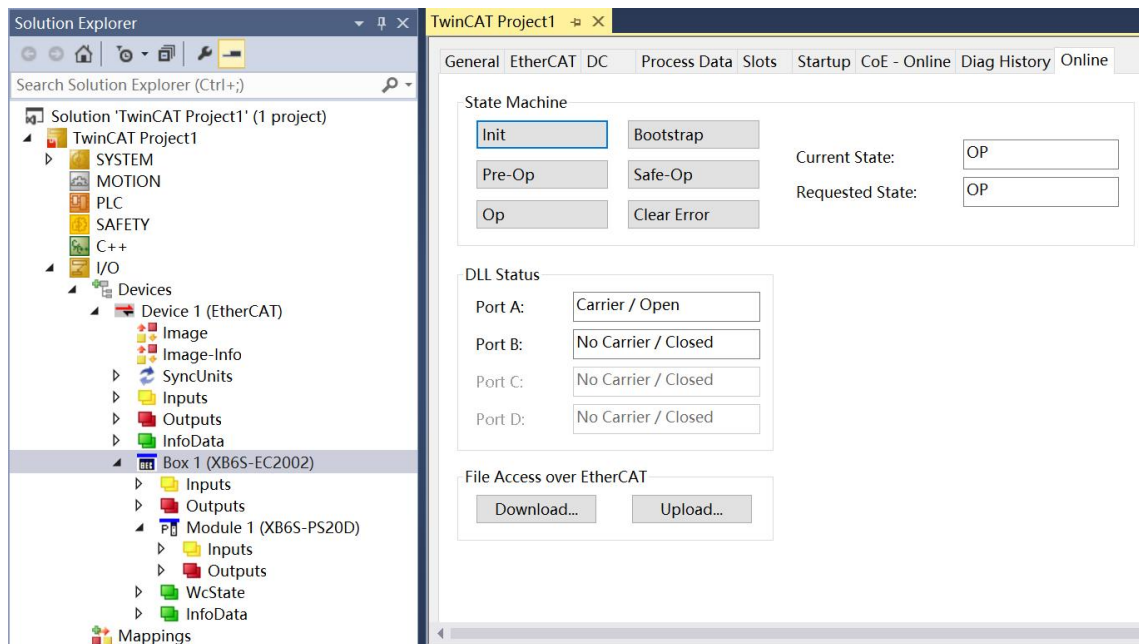 Solution Explorer
Search Solution Explorer (Ctrl+;)
Solution 'TwinCAT Project1' (1 project)
TwinCAT Project1
SYSTEM
MOTION
PLC
SAFETY
C++
I/O
Devices
Device 1 (EtherCAT)
Image
Image-Info
SyncUnits
Inputs
Outputs
InfoData
Box 1 (XB6S-EC2002)
Inputs
Outputs
Module 1 (XB6S-PS20D)
Inputs
Outputs
WcState
InfoData
Mappings
TwinCAT Project1
General EtherCAT DC Process Data Slots Startup CoE - Online Diag History Online
State Machine
Init Bootstrap
Pre-Op Safe-Op
Op Clear Error
Current State: OP
Requested State: OP
DLL Status
Port A: Carrier / Open
Port B: No Carrier / Closed
Port C: No Carrier / Closed
Port D: No Carrier / Closed
File Access over EtherCAT
Download... Upload...